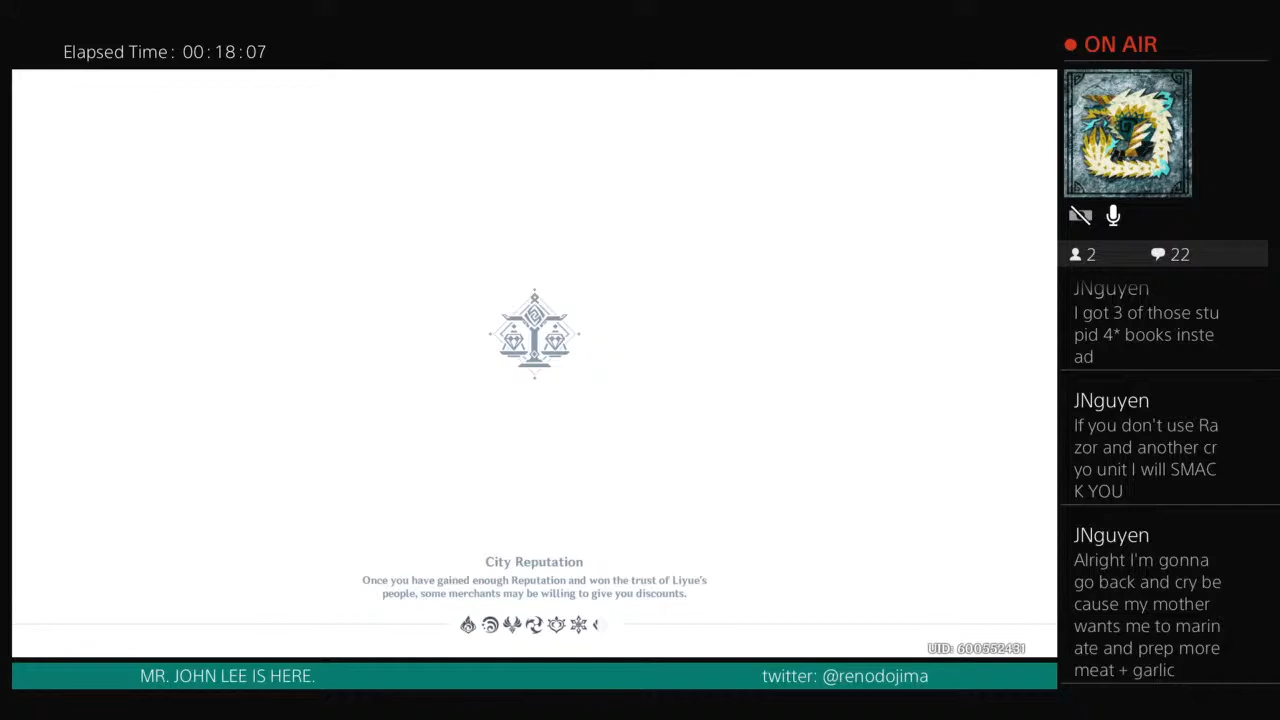 Elapsed Time: 00:18:07
ON AIR
2
22
JNguyen
I got 3 of those stu
pid 4* books inste
ad
JNguyen
If you don't use Ra
zor and another cr
yo unit I will SMAC
K YOU
JNguyen
Alright I'm gonna
go back and cry be
cause my mother
wants me to marin
ate and prep more
meat + garlic
City Reputation
Once you have gained enough Reputation and won the trust of Liyue's
people, some merchants may be willing to give you discounts.
UID: 600552431
MR. JOHN LEE IS HERE.
twitter: @renodojima